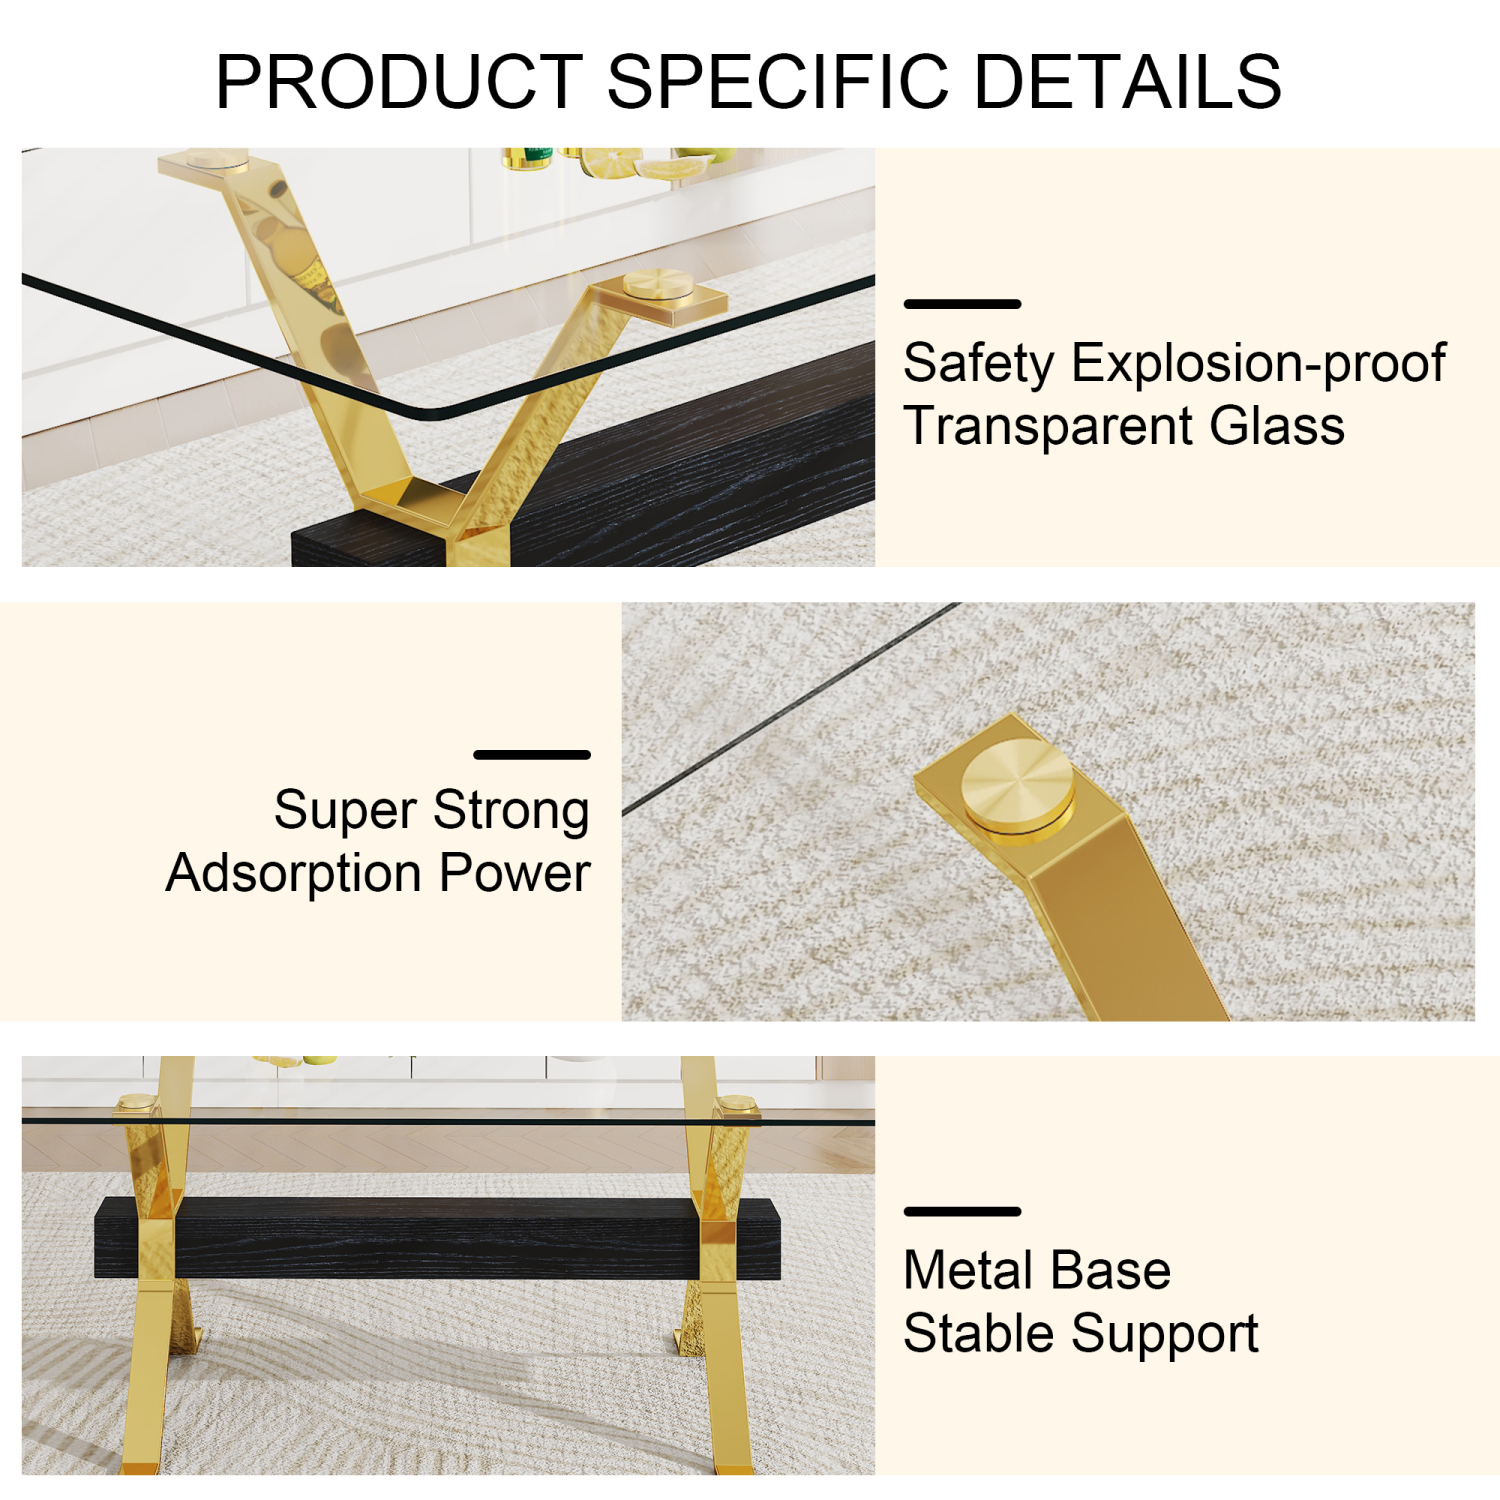 PRODUCT SPECIFIC DETAILS
Safety Explosion-proof
Transparent Glass
Super Strong
Adsorption Power
Metal Base
Stable Support